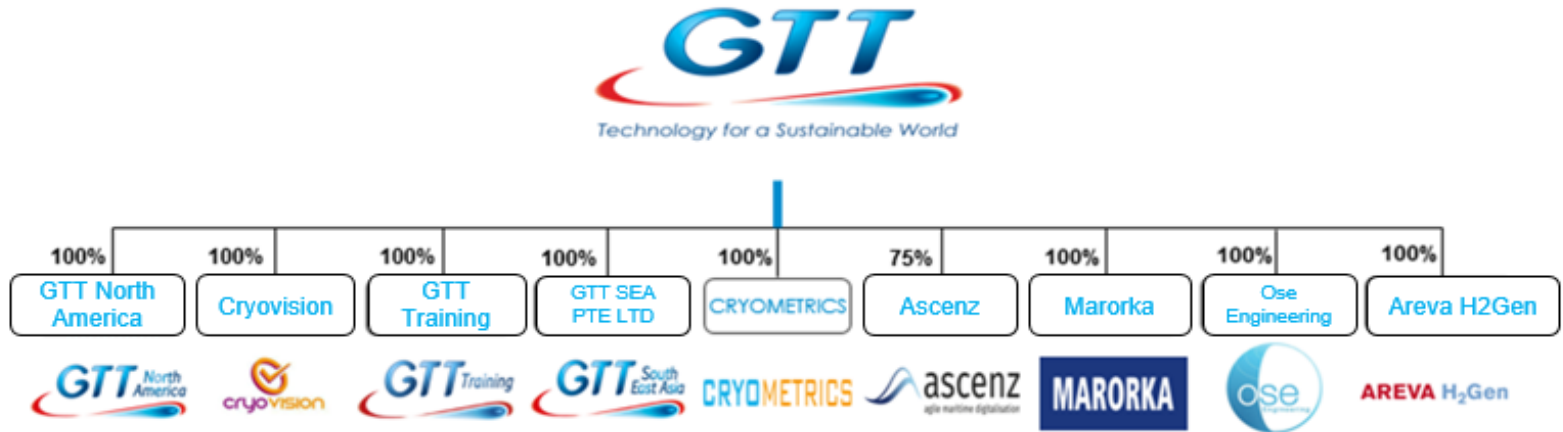 GTT
Technology for a Sustainable World
100% 100% 100% 100% 100% 75% 100% 100% 100%
GTT North
America
Cryovision
GTT
Training
GTT SEA
PTE LTD
CRYOMETRICS
Ascenz
Marorka
Ose
Engineering
Areva H2Gen
GTT North
America
cryovision
GTT Training
GTT South
East Asia
CRYOMETRICS
ascenz
agile maritime digitalisation
MARORKA
ose
Engineering
AREVA H₂Gen